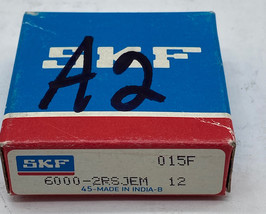 SKF
A2
SKF
015F
6000-2RSJEM 12
45-MADE IN INDIA-B